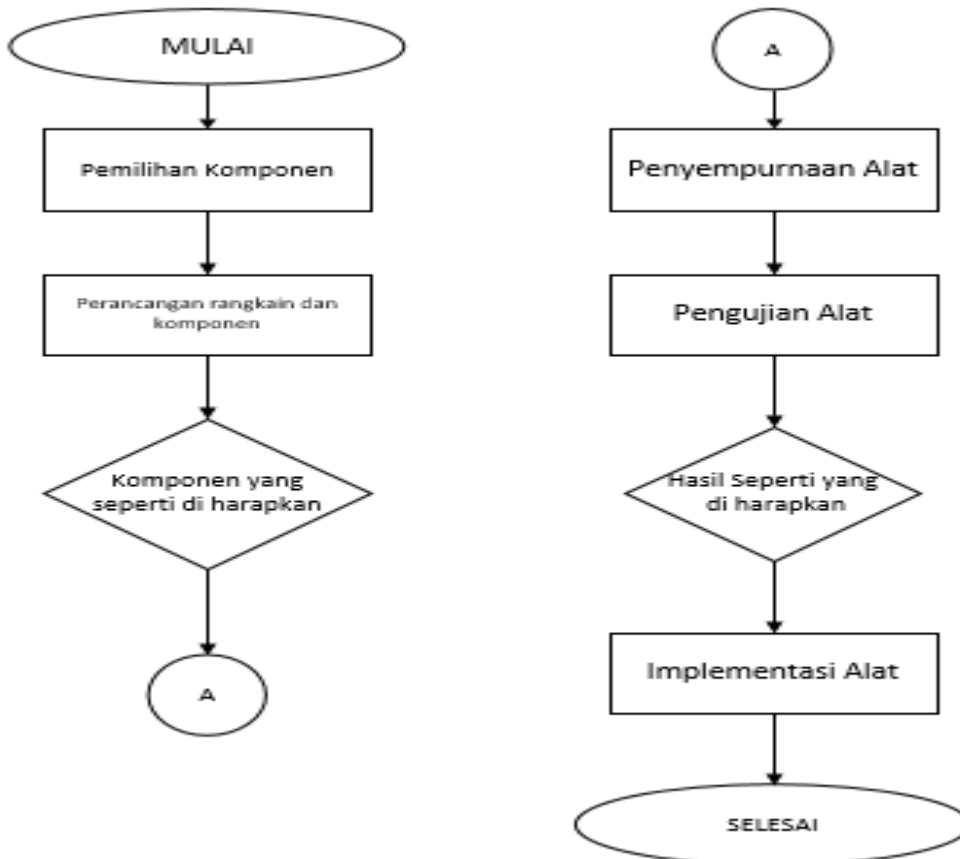 MULAI
Pemilihan Komponen
Perancangan rangkain dan
komponen
Komponen yang
seperti di harapkan
A
A
Penyempurnaan Alat
Pengujian Alat
Hasil Seperti yang
di harapkan
Implementasi Alat
SELESAI